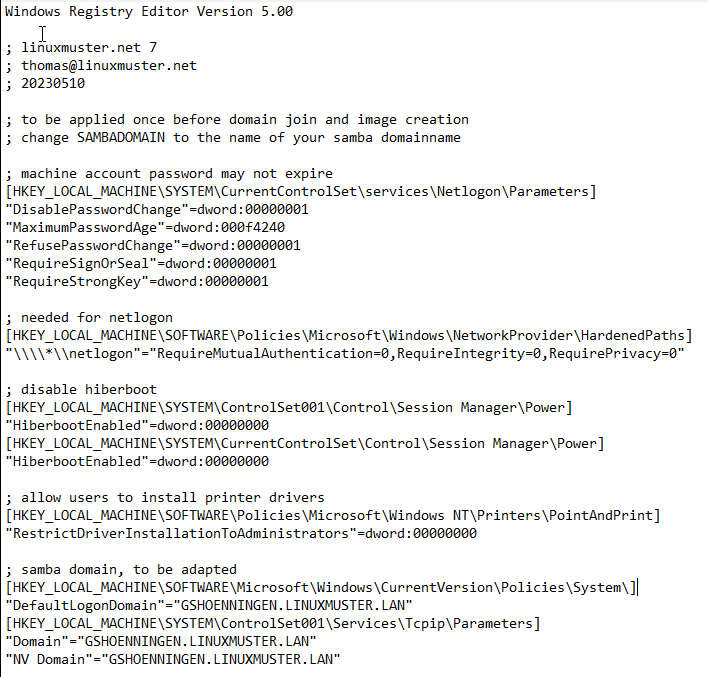 Windows Registry Editor Version 5.00
; linuxmuster.net 7
; thomas@linuxmuster.net
; 20230510
; to be applied once before domain join and image creation
; change SAMBADOMAIN to the name of your samba domainname
; machine account password may not expire
[HKEY_LOCAL_MACHINE\SYSTEM\CurrentControlSet\services\Netlogon\Parameters]
"DisablePasswordChange"=dword:00000001
"MaximumPasswordAge"=dword:000f4240
"RefusePasswordChange"=dword:00000001
"RequireSignOrSeal"=dword:00000001
"RequireStrongKey"=dword:00000001
; needed for netlogon
[HKEY_LOCAL_MACHINE\SOFTWARE\Policies\Microsoft\Windows\NetworkProvider\HardenedPaths]
"\\\\*\\netlogon"="RequireMutualAuthentication=0,RequireIntegrity=0,RequirePrivacy=0"
; disable hiberboot
[HKEY_LOCAL_MACHINE\SYSTEM\ControlSet001\Control\Session Manager\Power]
"HiberbootEnabled"=dword:00000000
[HKEY_LOCAL_MACHINE\SYSTEM\CurrentControlSet\Control\Session Manager\Power]
"HiberbootEnabled"=dword:00000000
; allow users to install printer drivers
[HKEY_LOCAL_MACHINE\SOFTWARE\Policies\Microsoft\Windows NT\Printers\PointAndPrint]
"RestrictDriverInstallationToAdministrators"=dword:00000000
; samba domain, to be adapted
[HKEY_LOCAL_MACHINE\SOFTWARE\Microsoft\Windows\CurrentVersion\Policies\System\]
"DefaultLogonDomain"="GSHOENNINGEN.LINUXMUSTER.LAN"
[HKEY_LOCAL_MACHINE\SYSTEM\ControlSet001\Services\Tcpip\Parameters]
"Domain"="GSHOENNINGEN.LINUXMUSTER.LAN"
"NV Domain"="GSHOENNINGEN.LINUXMUSTER.LAN"